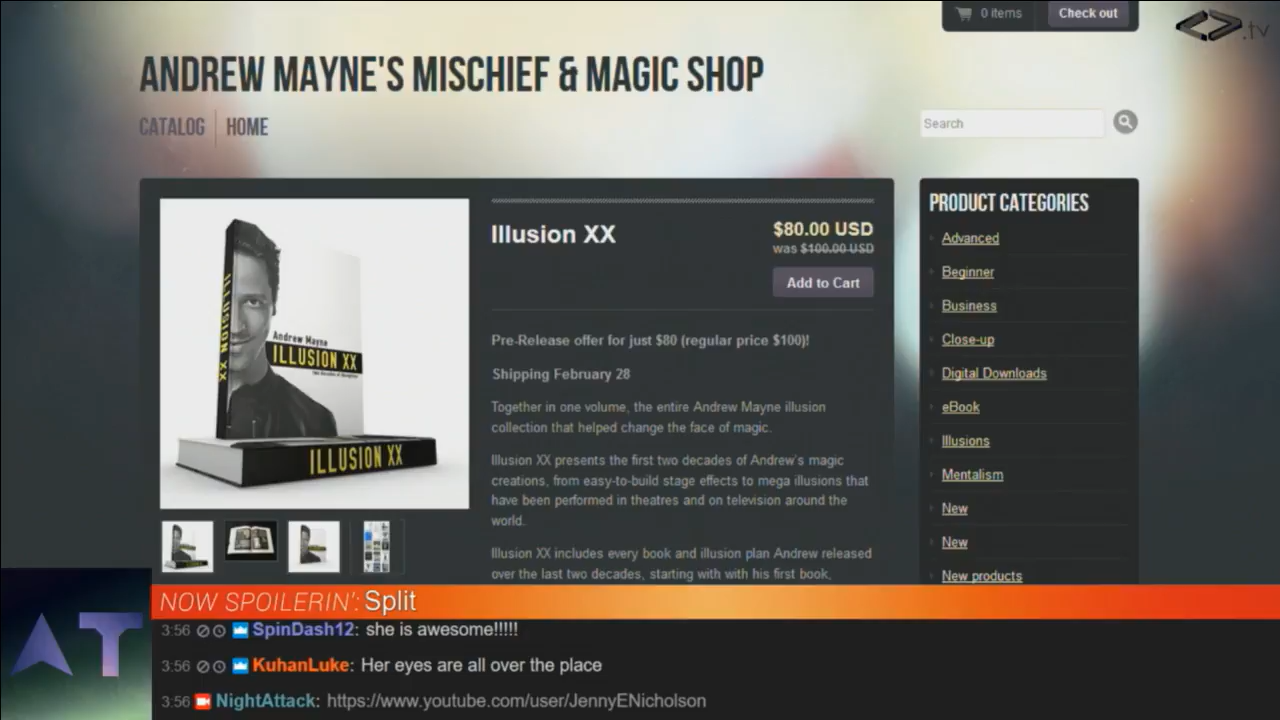 0 items
Check out
.tv
ANDREW MAYNE'S MISCHIEF & MAGIC SHOP
CATALOG
HOME
Search
Illusion XX
$80.00 USD
was $100.00 USD
Add to Cart
Pre-Release offer for just $80 (regular price $100)!
Shipping February 28
Together in one volume, the entire Andrew Mayne illusion
collection that helped change the face of magic.
Illusion XX presents the first two decades of Andrew's magic
creations, from easy-to-build stage effects to mega illusions that
have been performed in theatres and on television around the
world.
Illusion XX includes every book and illusion plan Andrew released
over the last two decades, starting with with his first book,
ILLUSION XX
Andrew Mayne
ILLUSION XX
ILLUSION XX
PRODUCT CATEGORIES
Advanced
Beginner
Business
Close-up
Digital Downloads
eBook
Illusions
Mentalism
New
New
New products
AT
NOW SPOILERIN': Split
3:56 SpinDash12: she is awesome!!!!!
3:56 KuhanLuke: Her eyes are all over the place
3:56 NightAttack: https://www.youtube.com/user/JennyENicholson